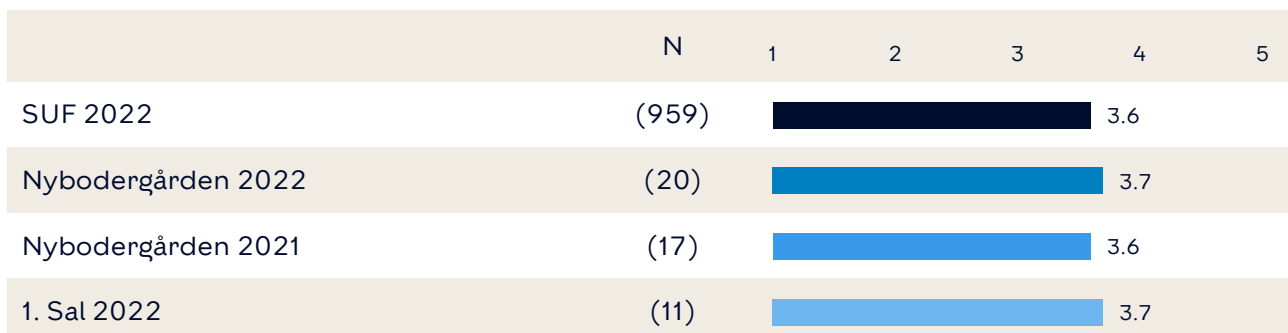 N 1 2 3 4 5
SUF 2022 (959) 3.6
Nybodergården 2022 (20) 3.7
Nybodergården 2021 (17) 3.6
1. Sal 2022 (11) 3.7